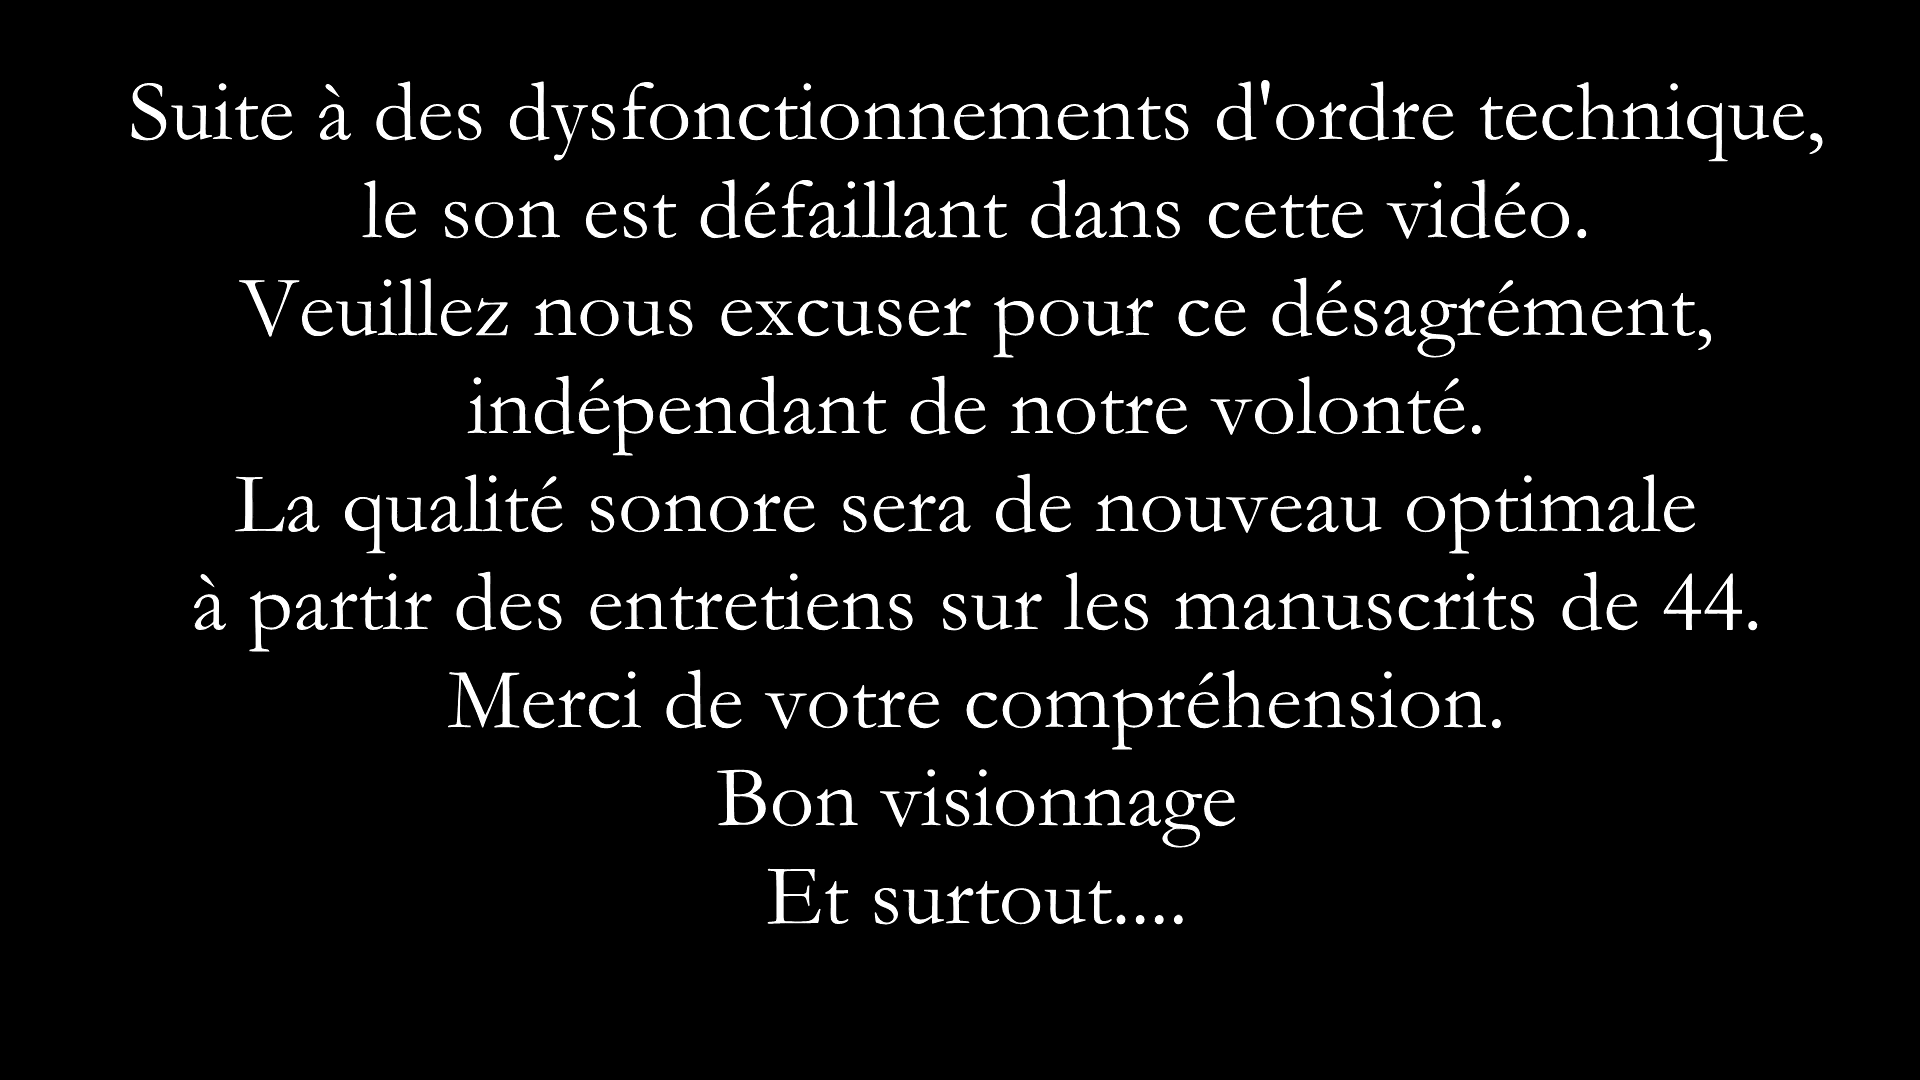 Suite à des dysfonctionnements d'ordre technique,
le son est défaillant dans cette vidéo.
Veuillez nous excuser pour ce désagrément,
indépendant de notre volonté.
La qualité sonore sera de nouveau optimale
à partir des entretiens sur les manuscrits de 44.
Merci de votre compréhension.
Bon visionnage
Et surtout....